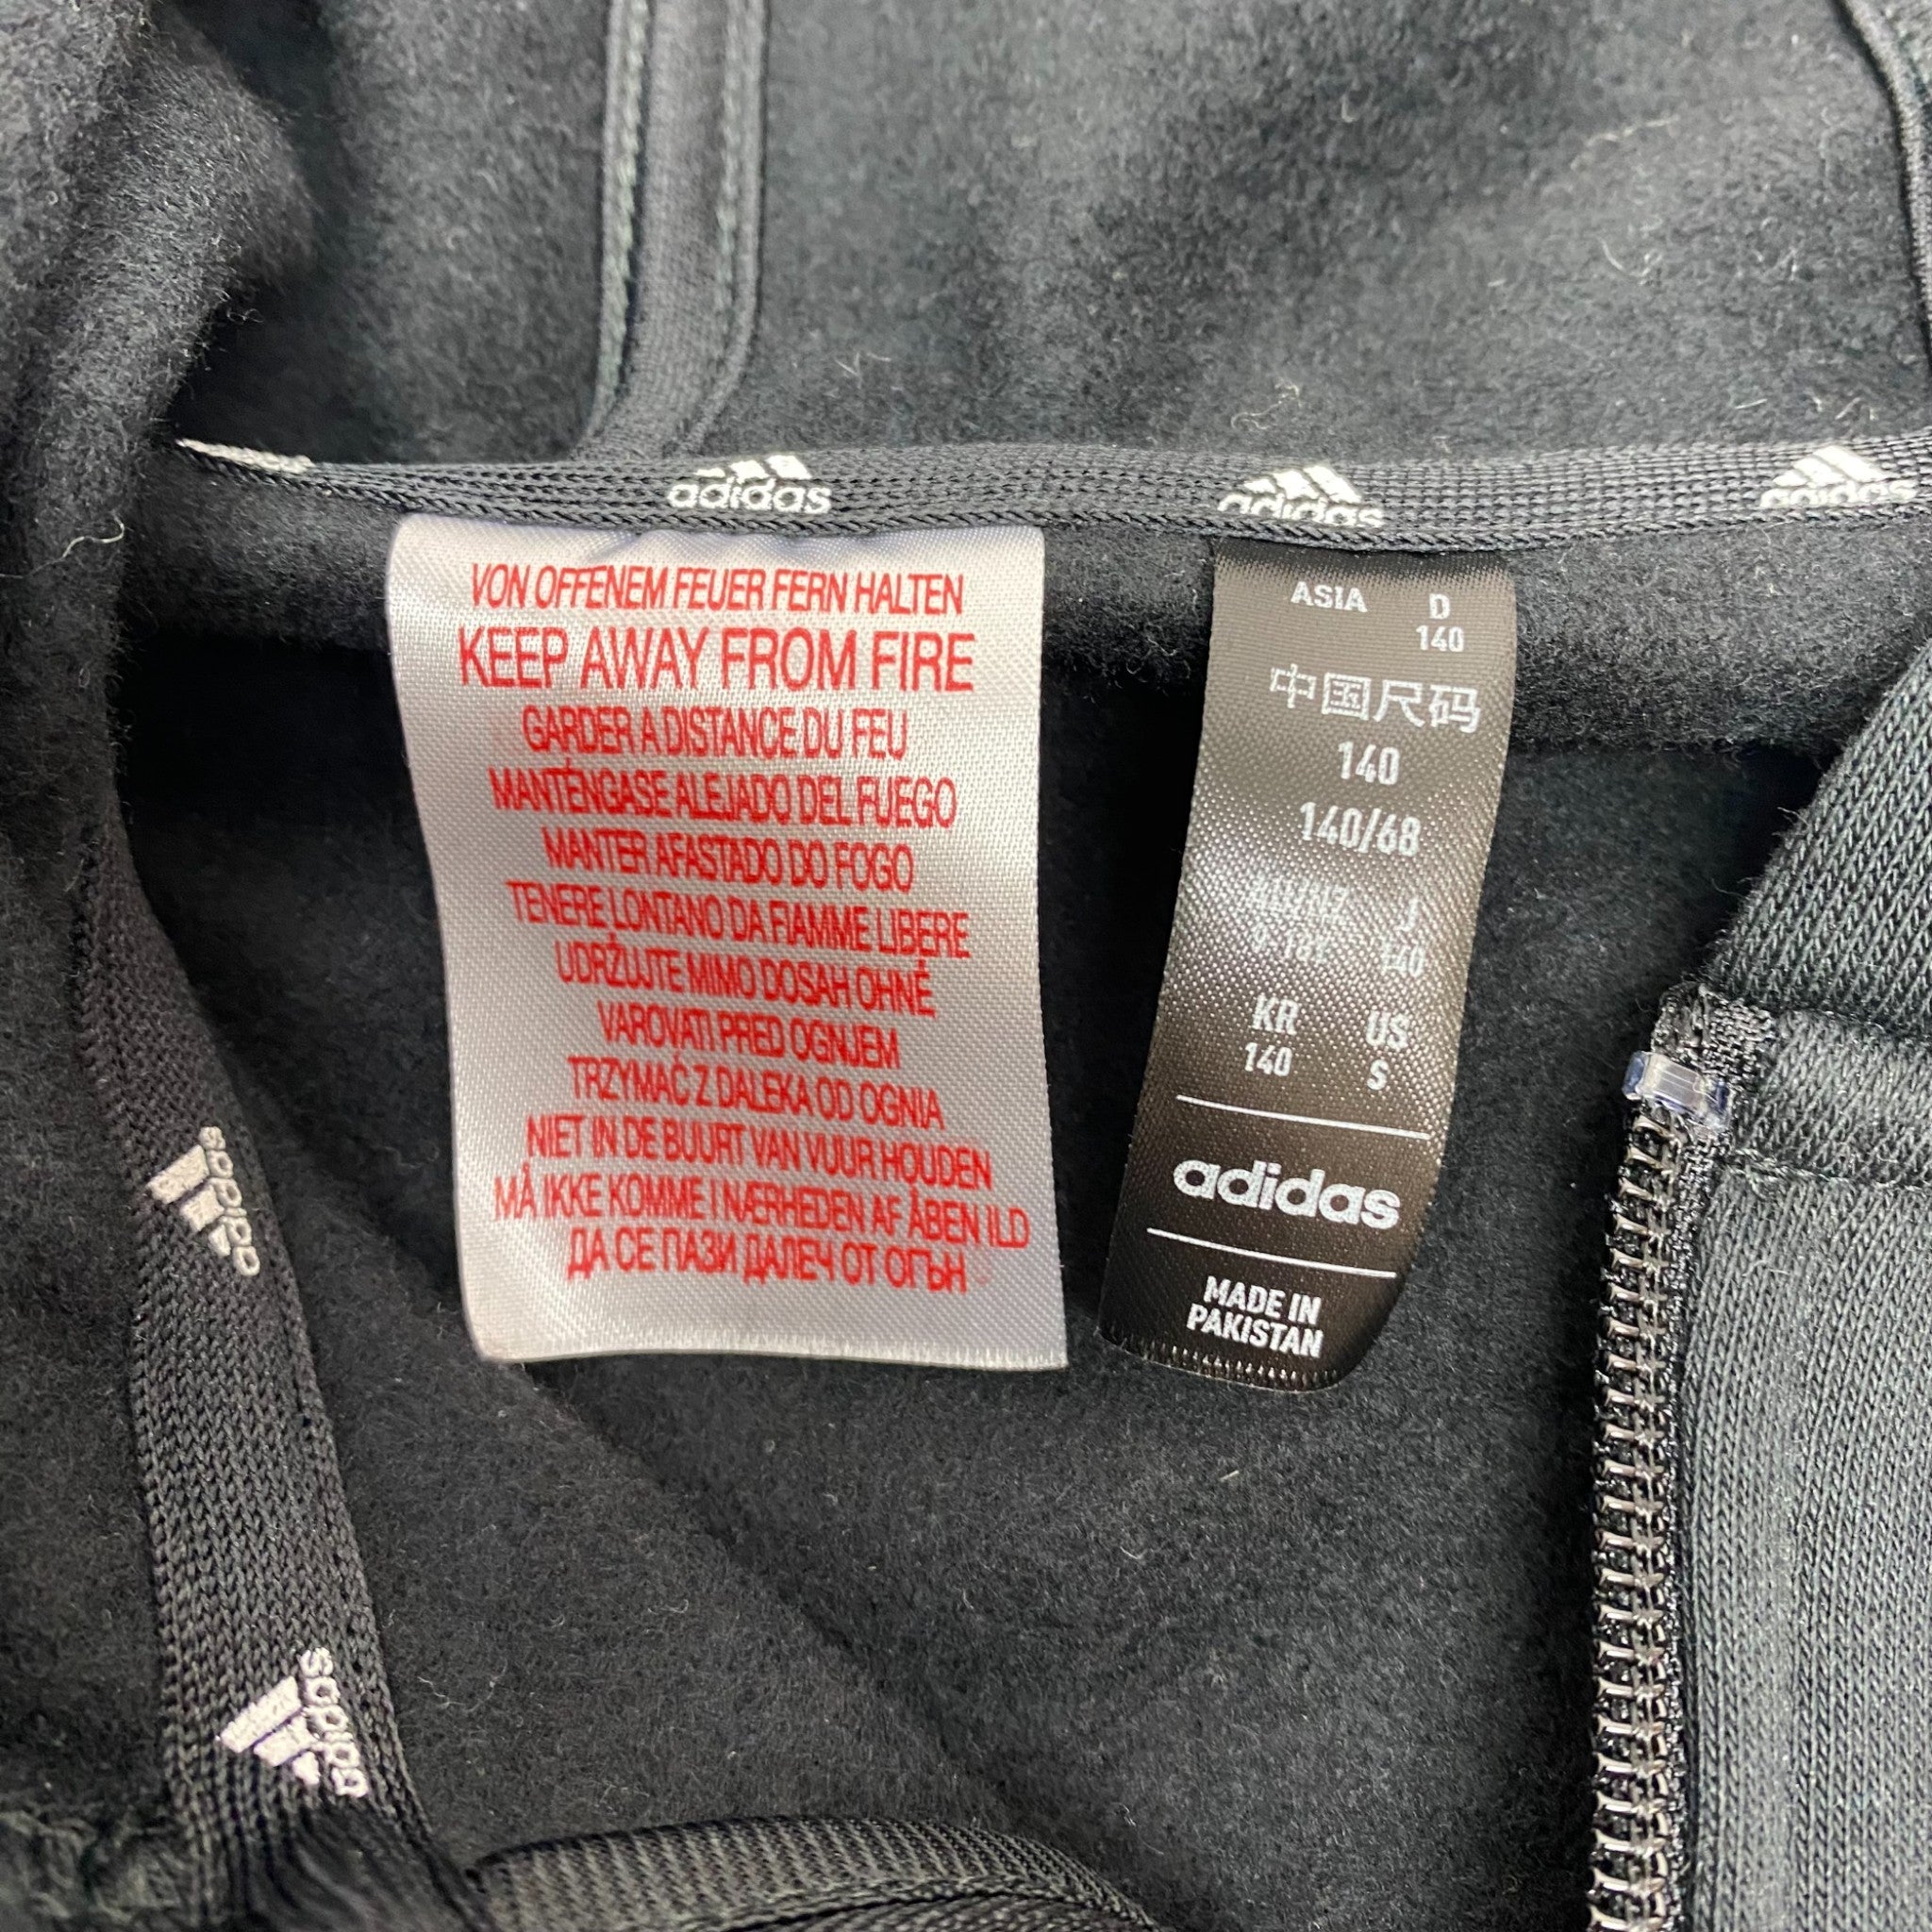 adidas
adidas
adidas
VON OFFENEM FEUER FERN HALTEN
KEEP AWAY FROM FIRE
GARDER A DISTANCE DU FEU
MANTÉNGASE ALEJADO DEL FUEGO
MANTER AFASTADO DO FOGO
TENERE LONTANO DA FIAMME LIBERE
UDRŽUJTE MIMO DOSAH OHNĚ
VAROVATI PRED OGNJEM
TRZYMAĆ Z DALEKA OD OGNIA
NIET IN DE BUURT VAN VUUR HOUDEN
MÅ IKKE KOMME I NÆRHEDEN AF ÅBEN ILD
ДА СЕ ПАЗИ ДАЛЕЧ ОТ ОГЪН
ASIA D
140
中国尺码
140
140/68
J
140
KR US
140 S
adidas
MADE IN
PAKISTAN
adidas
adidas